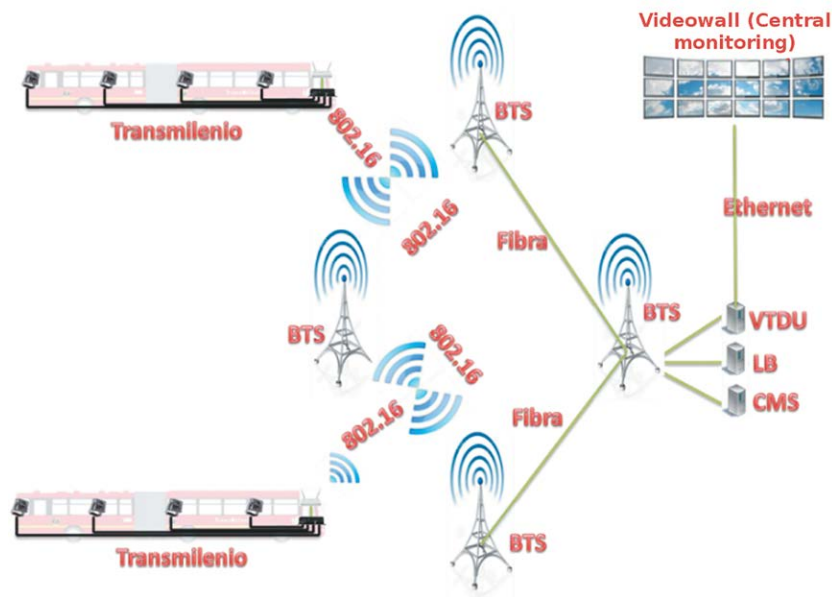 Videowall (Central
monitoring)
BTS
Transmilenio
802.16
802.16
Ethernet
Fibra
BTS
BTS
VTDU
802.16
LB
CMS
802.16
Fibra
BTS
Transmilenio